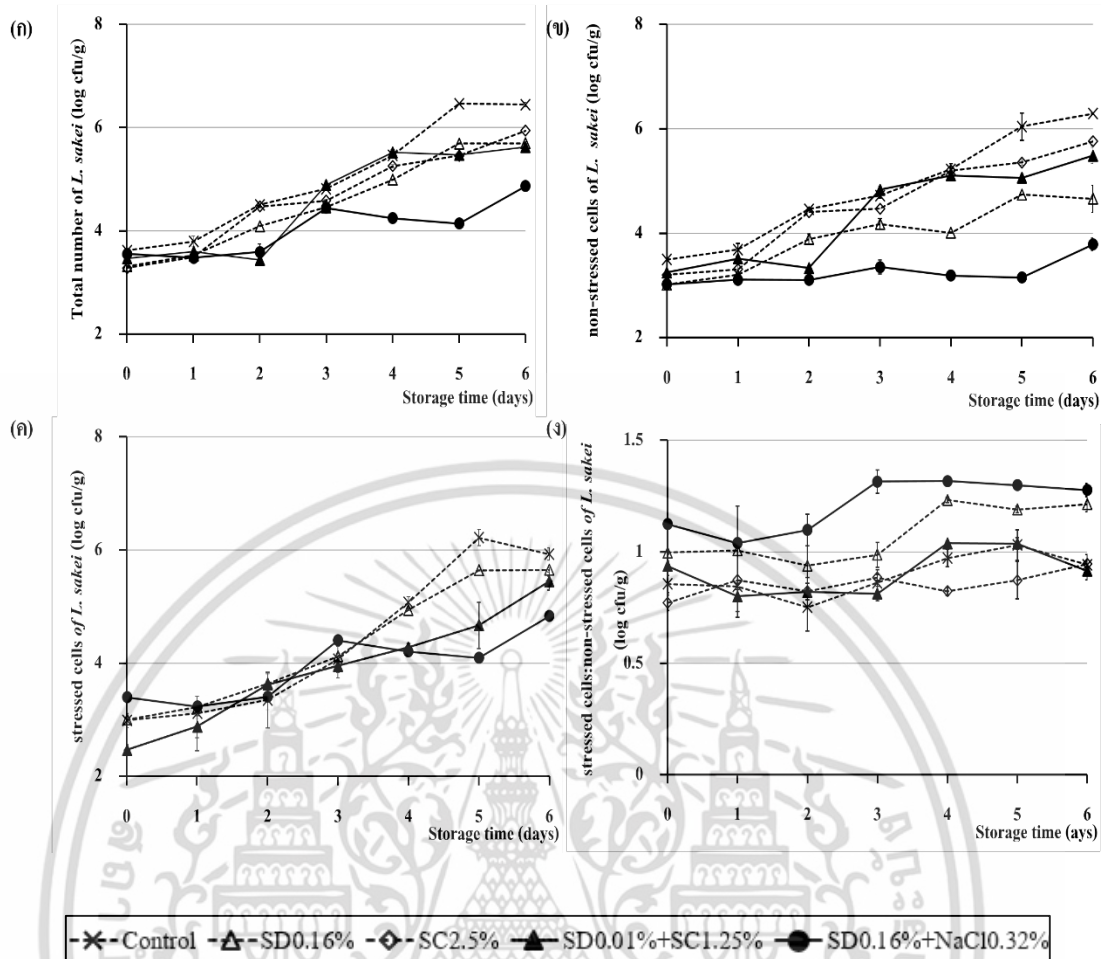 (ก)
Total number of L. sakei (log cfu/g)
8
6
4
2
0 1 2 3 4 5 6
Storage time (days)
(ข)
non-stressed cells of L. sakei (log cfu/g)
8
6
4
2
0 1 2 3 4 5 6
Storage time (days)
(ค)
stressed cells of L. sakei (log cfu/g)
8
6
4
2
0 1 2 3 4 5 6
Storage time (days)
(ง)
stressed cells:non-stressed cells of L. sakei
(log cfu/g)
1.5
1
0.5
0
0 1 2 3 4 5 6
Storage time (ays)
Control SD0.16% SC2.5% SD0.01%+SC1.25% SD0.16%+NaCl0.32%